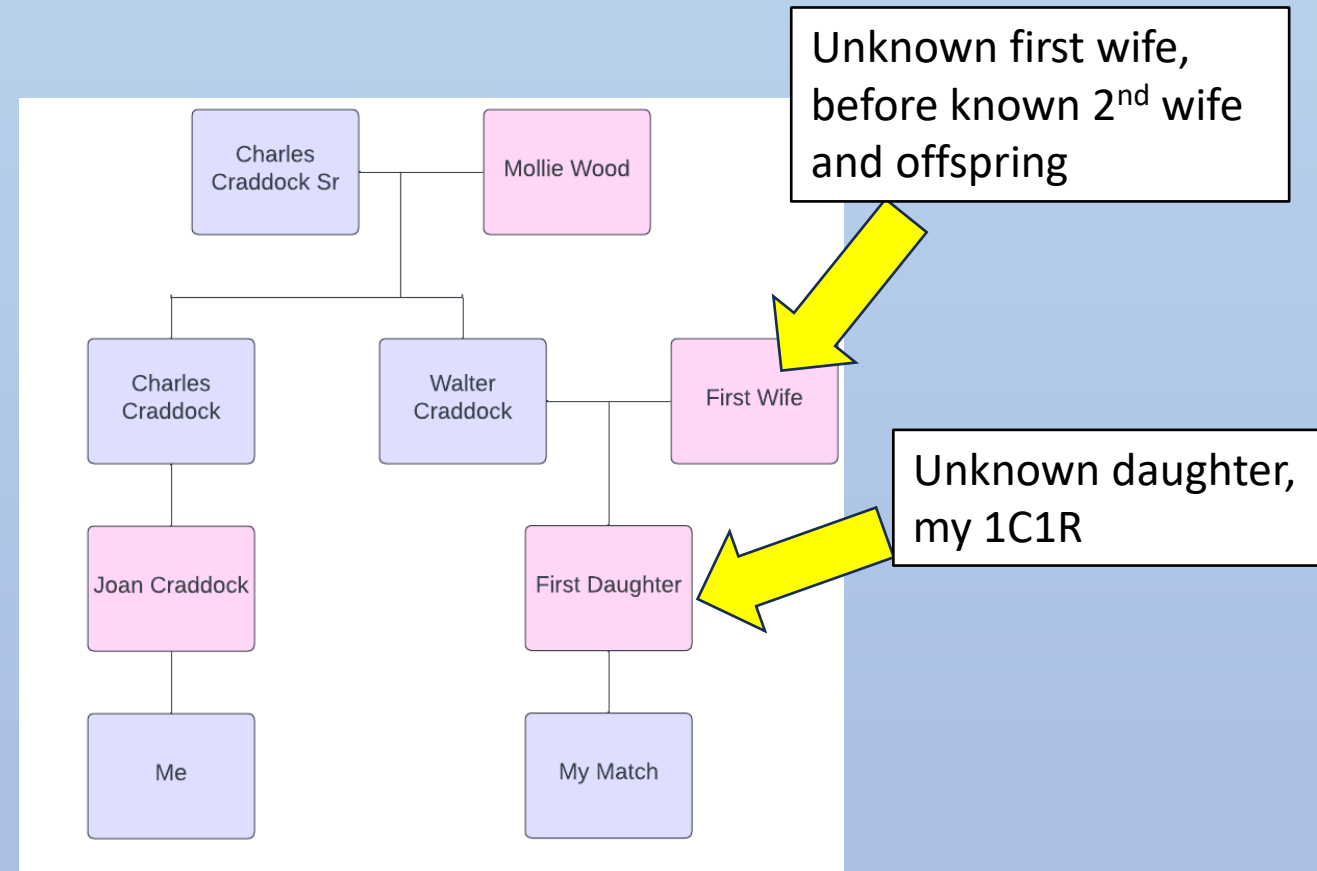 Unknown first wife,
before known 2nd wife
and offspring
Charles
Craddock Sr
Mollie Wood
Charles
Craddock
Walter
Craddock
First Wife
Unknown daughter,
my 1C1R
Joan Craddock
First Daughter
Me
My Match